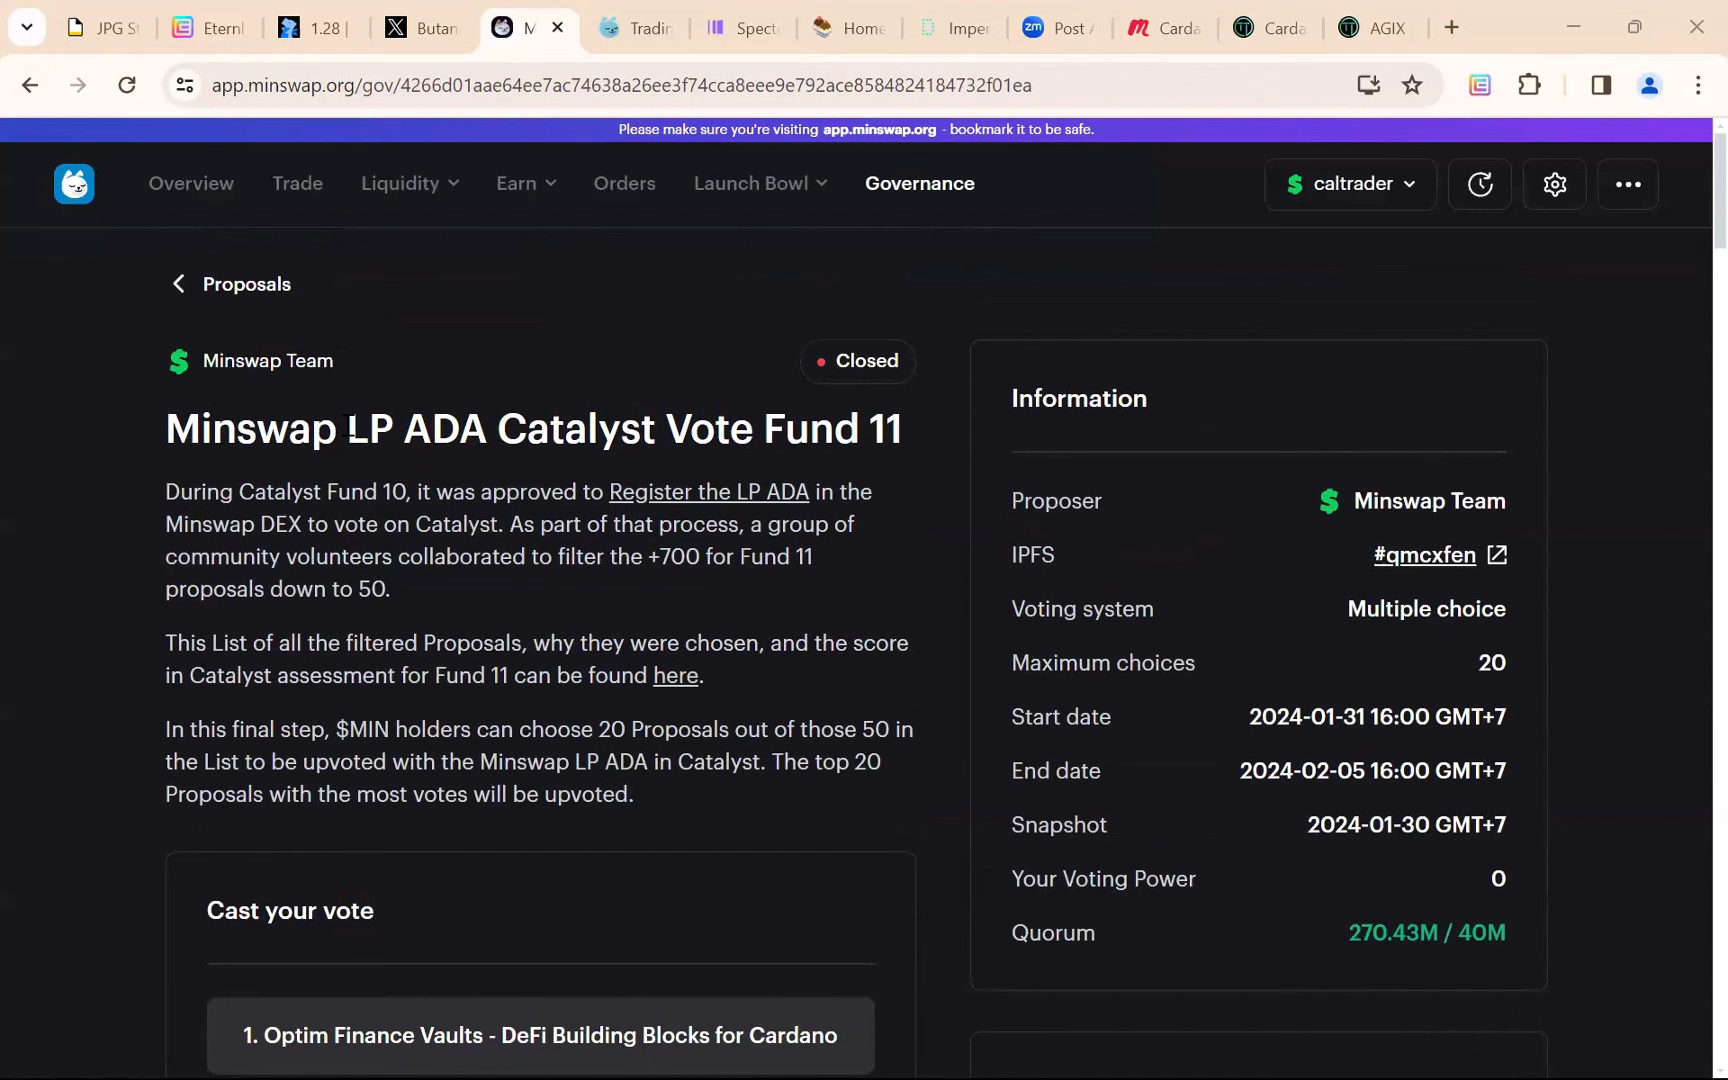 JPG St
Eternl
1.28 |
Butan
M
Tradin
Spect
Home
Imper
Post A
Carda
Carda
AGIX
app.minswap.org/gov/4266d01aae64ee7ac74638a26ee3f74cca8eee9e792ace8584824184732f01ea
Please make sure you're visiting app.minswap.org - bookmark it to be safe.
Overview Trade Liquidity Earn Orders Launch Bowl Governance caltrader
Proposals
Minswap Team
Closed
Minswap LP ADA Catalyst Vote Fund 11
During Catalyst Fund 10, it was approved to Register the LP ADA in the
Minswap DEX to vote on Catalyst. As part of that process, a group of
community volunteers collaborated to filter the +700 for Fund 11
proposals down to 50.
This List of all the filtered Proposals, why they were chosen, and the score
in Catalyst assessment for Fund 11 can be found here.
In this final step, $MIN holders can choose 20 Proposals out of those 50 in
the List to be upvoted with the Minswap LP ADA in Catalyst. The top 20
Proposals with the most votes will be upvoted.
Cast your vote
1. Optim Finance Vaults - DeFi Building Blocks for Cardano
Information
Proposer Minswap Team
IPFS #qmcxfen
Voting system Multiple choice
Maximum choices 20
Start date 2024-01-31 16:00 GMT+7
End date 2024-02-05 16:00 GMT+7
Snapshot 2024-01-30 GMT+7
Your Voting Power 0
Quorum 270.43M / 40M